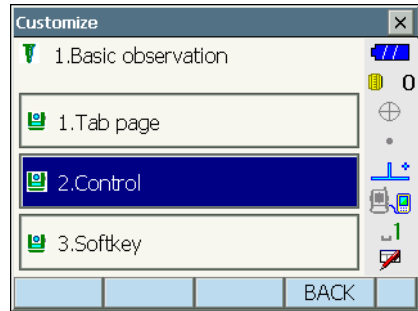 Customize
1.Basic observation
0
1.Tab page
2.Control
3.Softkey
1
BACK